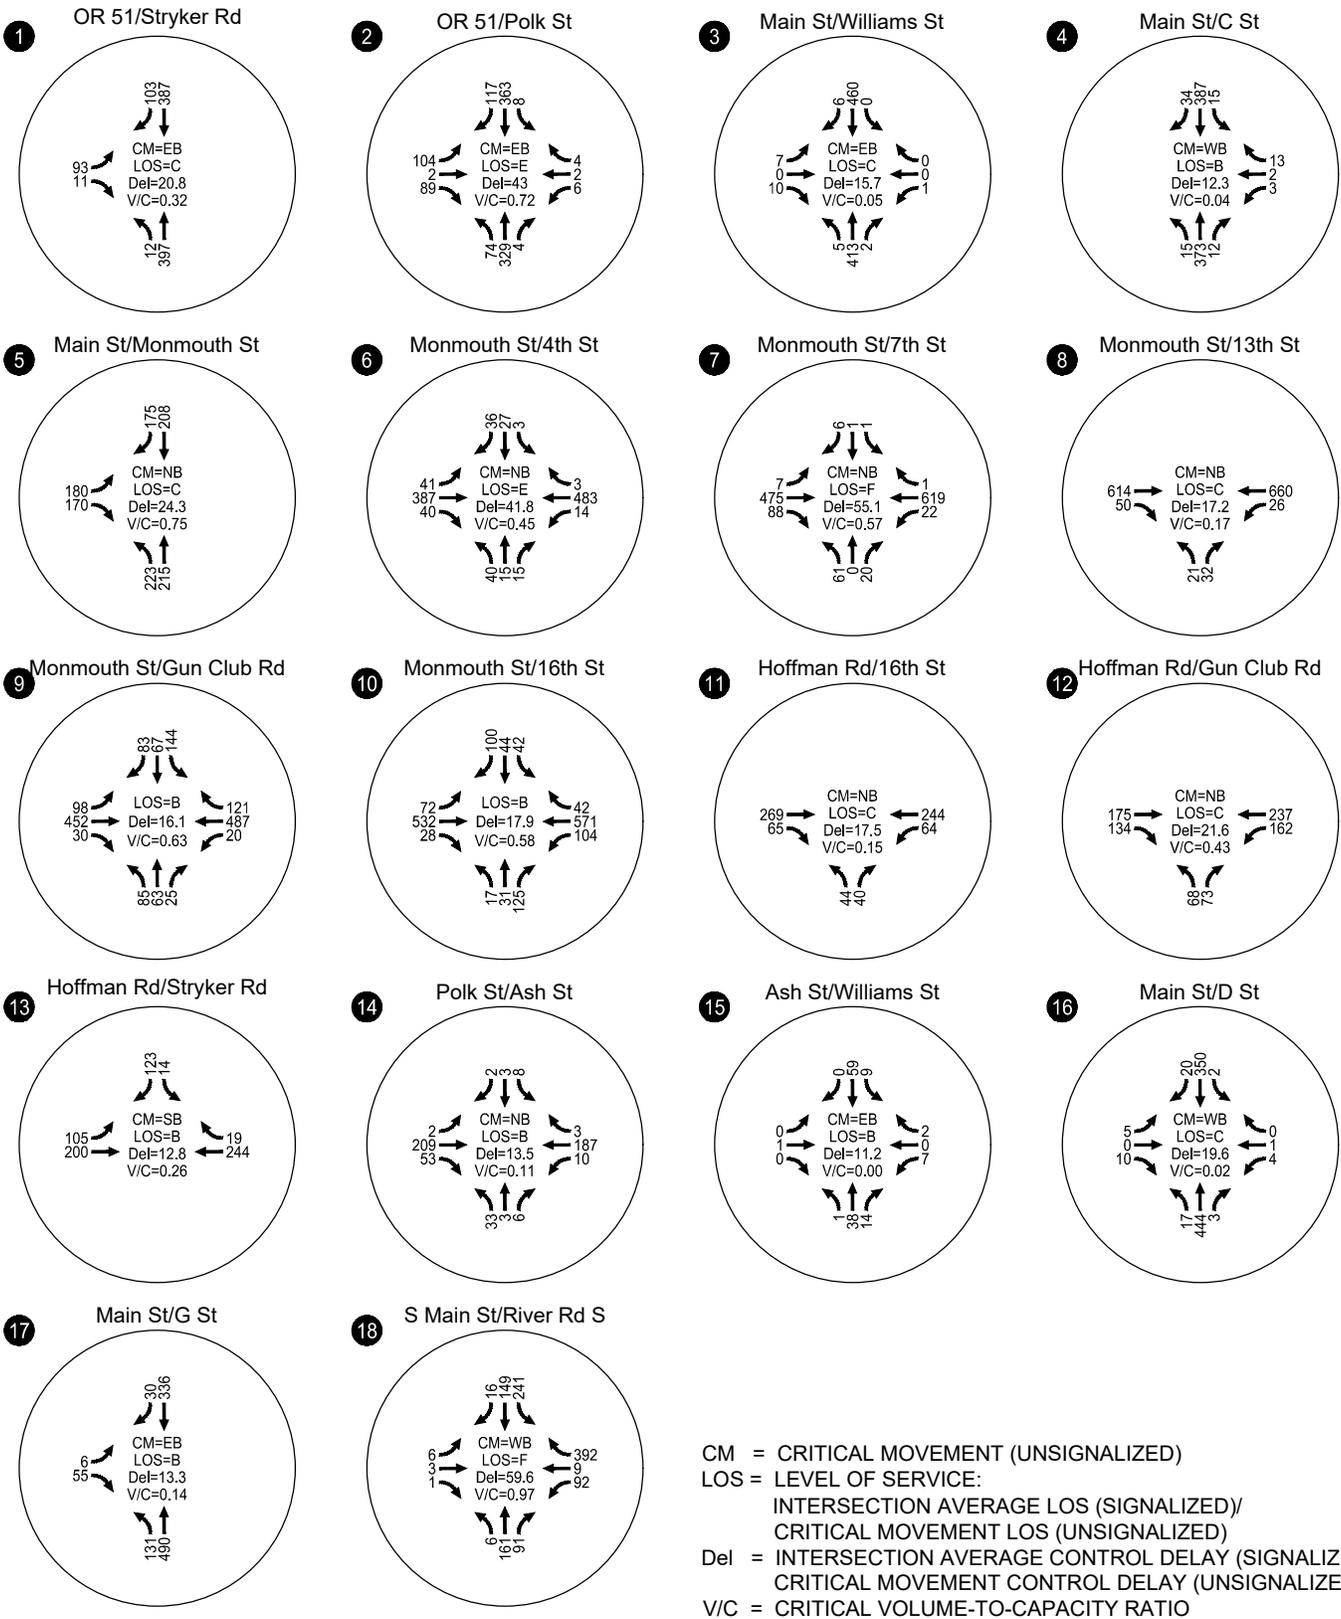 1
OR 51/Stryker Rd
103
387
93
11
CM=EB
LOS=C
Del=20.8
V/C=0.32
12
397
2
OR 51/Polk St
117
363
8
104
2
89
CM=EB
LOS=E
Del=43
V/C=0.72
4
2
6
74
329
4
3
Main St/Williams St
6
460
0
7
0
10
CM=EB
LOS=C
Del=15.7
V/C=0.05
0
0
1
5
413
2
4
Main St/C St
34
387
15
CM=WB
LOS=B
Del=12.3
V/C=0.04
13
2
3
15
373
12
5
Main St/Monmouth St
175
208
180
170
CM=NB
LOS=C
Del=24.3
V/C=0.75
223
215
6
Monmouth St/4th St
36
27
3
41
387
40
CM=NB
LOS=E
Del=41.8
V/C=0.45
3
483
14
40
15
15
7
Monmouth St/7th St
6
1
1
7
475
88
CM=NB
LOS=F
Del=55.1
V/C=0.57
1
619
22
61
0
20
8
Monmouth St/13th St
614
50
CM=NB
LOS=C
Del=17.2
V/C=0.17
660
26
21
32
9
Monmouth St/Gun Club Rd
83
67
144
98
452
30
LOS=B
Del=16.1
V/C=0.63
121
487
20
85
63
25
10
Monmouth St/16th St
100
44
42
72
532
28
LOS=B
Del=17.9
V/C=0.58
42
571
104
17
31
125
11
Hoffman Rd/16th St
269
65
CM=NB
LOS=C
Del=17.5
V/C=0.15
244
64
44
40
12
Hoffman Rd/Gun Club Rd
175
134
CM=NB
LOS=C
Del=21.6
V/C=0.43
237
162
68
73
13
Hoffman Rd/Stryker Rd
123
14
105
200
CM=SB
LOS=B
Del=12.8
V/C=0.26
19
244
14
Polk St/Ash St
2
3
8
2
209
53
CM=NB
LOS=B
Del=13.5
V/C=0.11
3
187
10
33
3
6
15
Ash St/Williams St
0
59
9
0
1
0
CM=EB
LOS=B
Del=11.2
V/C=0.00
2
0
7
1
38
14
16
Main St/D St
20
350
2
5
0
10
CM=WB
LOS=C
Del=19.6
V/C=0.02
0
1
4
17
444
3
17
Main St/G St
30
336
6
55
CM=EB
LOS=B
Del=13.3
V/C=0.14
131
490
18
S Main St/River Rd S
16
149
241
6
3
1
CM=WB
LOS=F
Del=59.6
V/C=0.97
392
9
92
6
161
91
CM = CRITICAL MOVEMENT (UNSIGNALIZED)
LOS = LEVEL OF SERVICE:
INTERSECTION AVERAGE LOS (SIGNALIZED)/
CRITICAL MOVEMENT LOS (UNSIGNALIZED)
Del = INTERSECTION AVERAGE CONTROL DELAY (SIGNALIZ
CRITICAL MOVEMENT CONTROL DELAY (UNSIGNALIZE
V/C = CRITICAL VOLUME-TO-CAPACITY RATIO